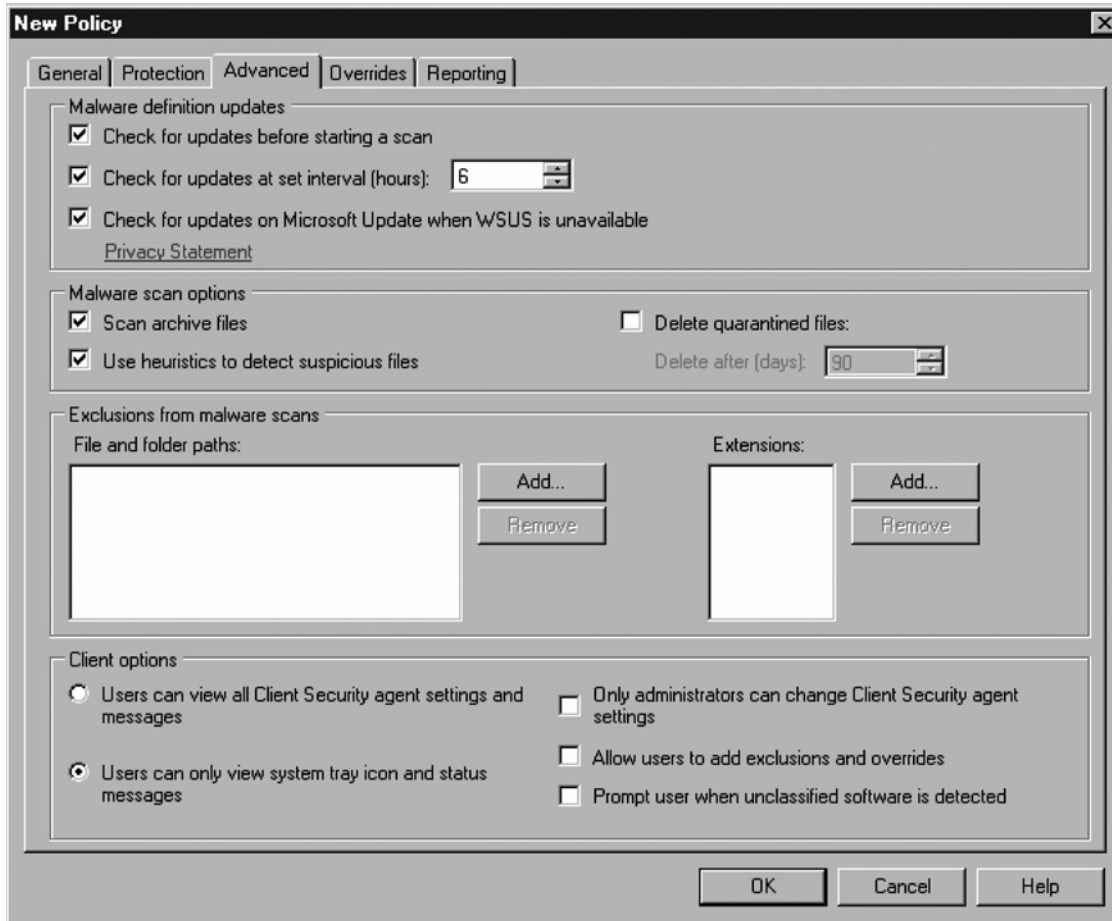 New Policy
General Protection Advanced Overrides Reporting
Malware definition updates
Check for updates before starting a scan
Check for updates at set interval (hours): 6
Check for updates on Microsoft Update when WSUS is unavailable
Privacy Statement
Malware scan options
Scan archive files
Delete quarantined files:
Use heuristics to detect suspicious files
Delete after (days): 90
Exclusions from malware scans
File and folder paths:
Extensions:
Add...
Add...
Remove
Remove
Client options
Users can view all Client Security agent settings and
messages
Only administrators can change Client Security agent
settings
Allow users to add exclusions and overrides
Users can only view system tray icon and status
messages
Prompt user when unclassified software is detected
OK Cancel Help